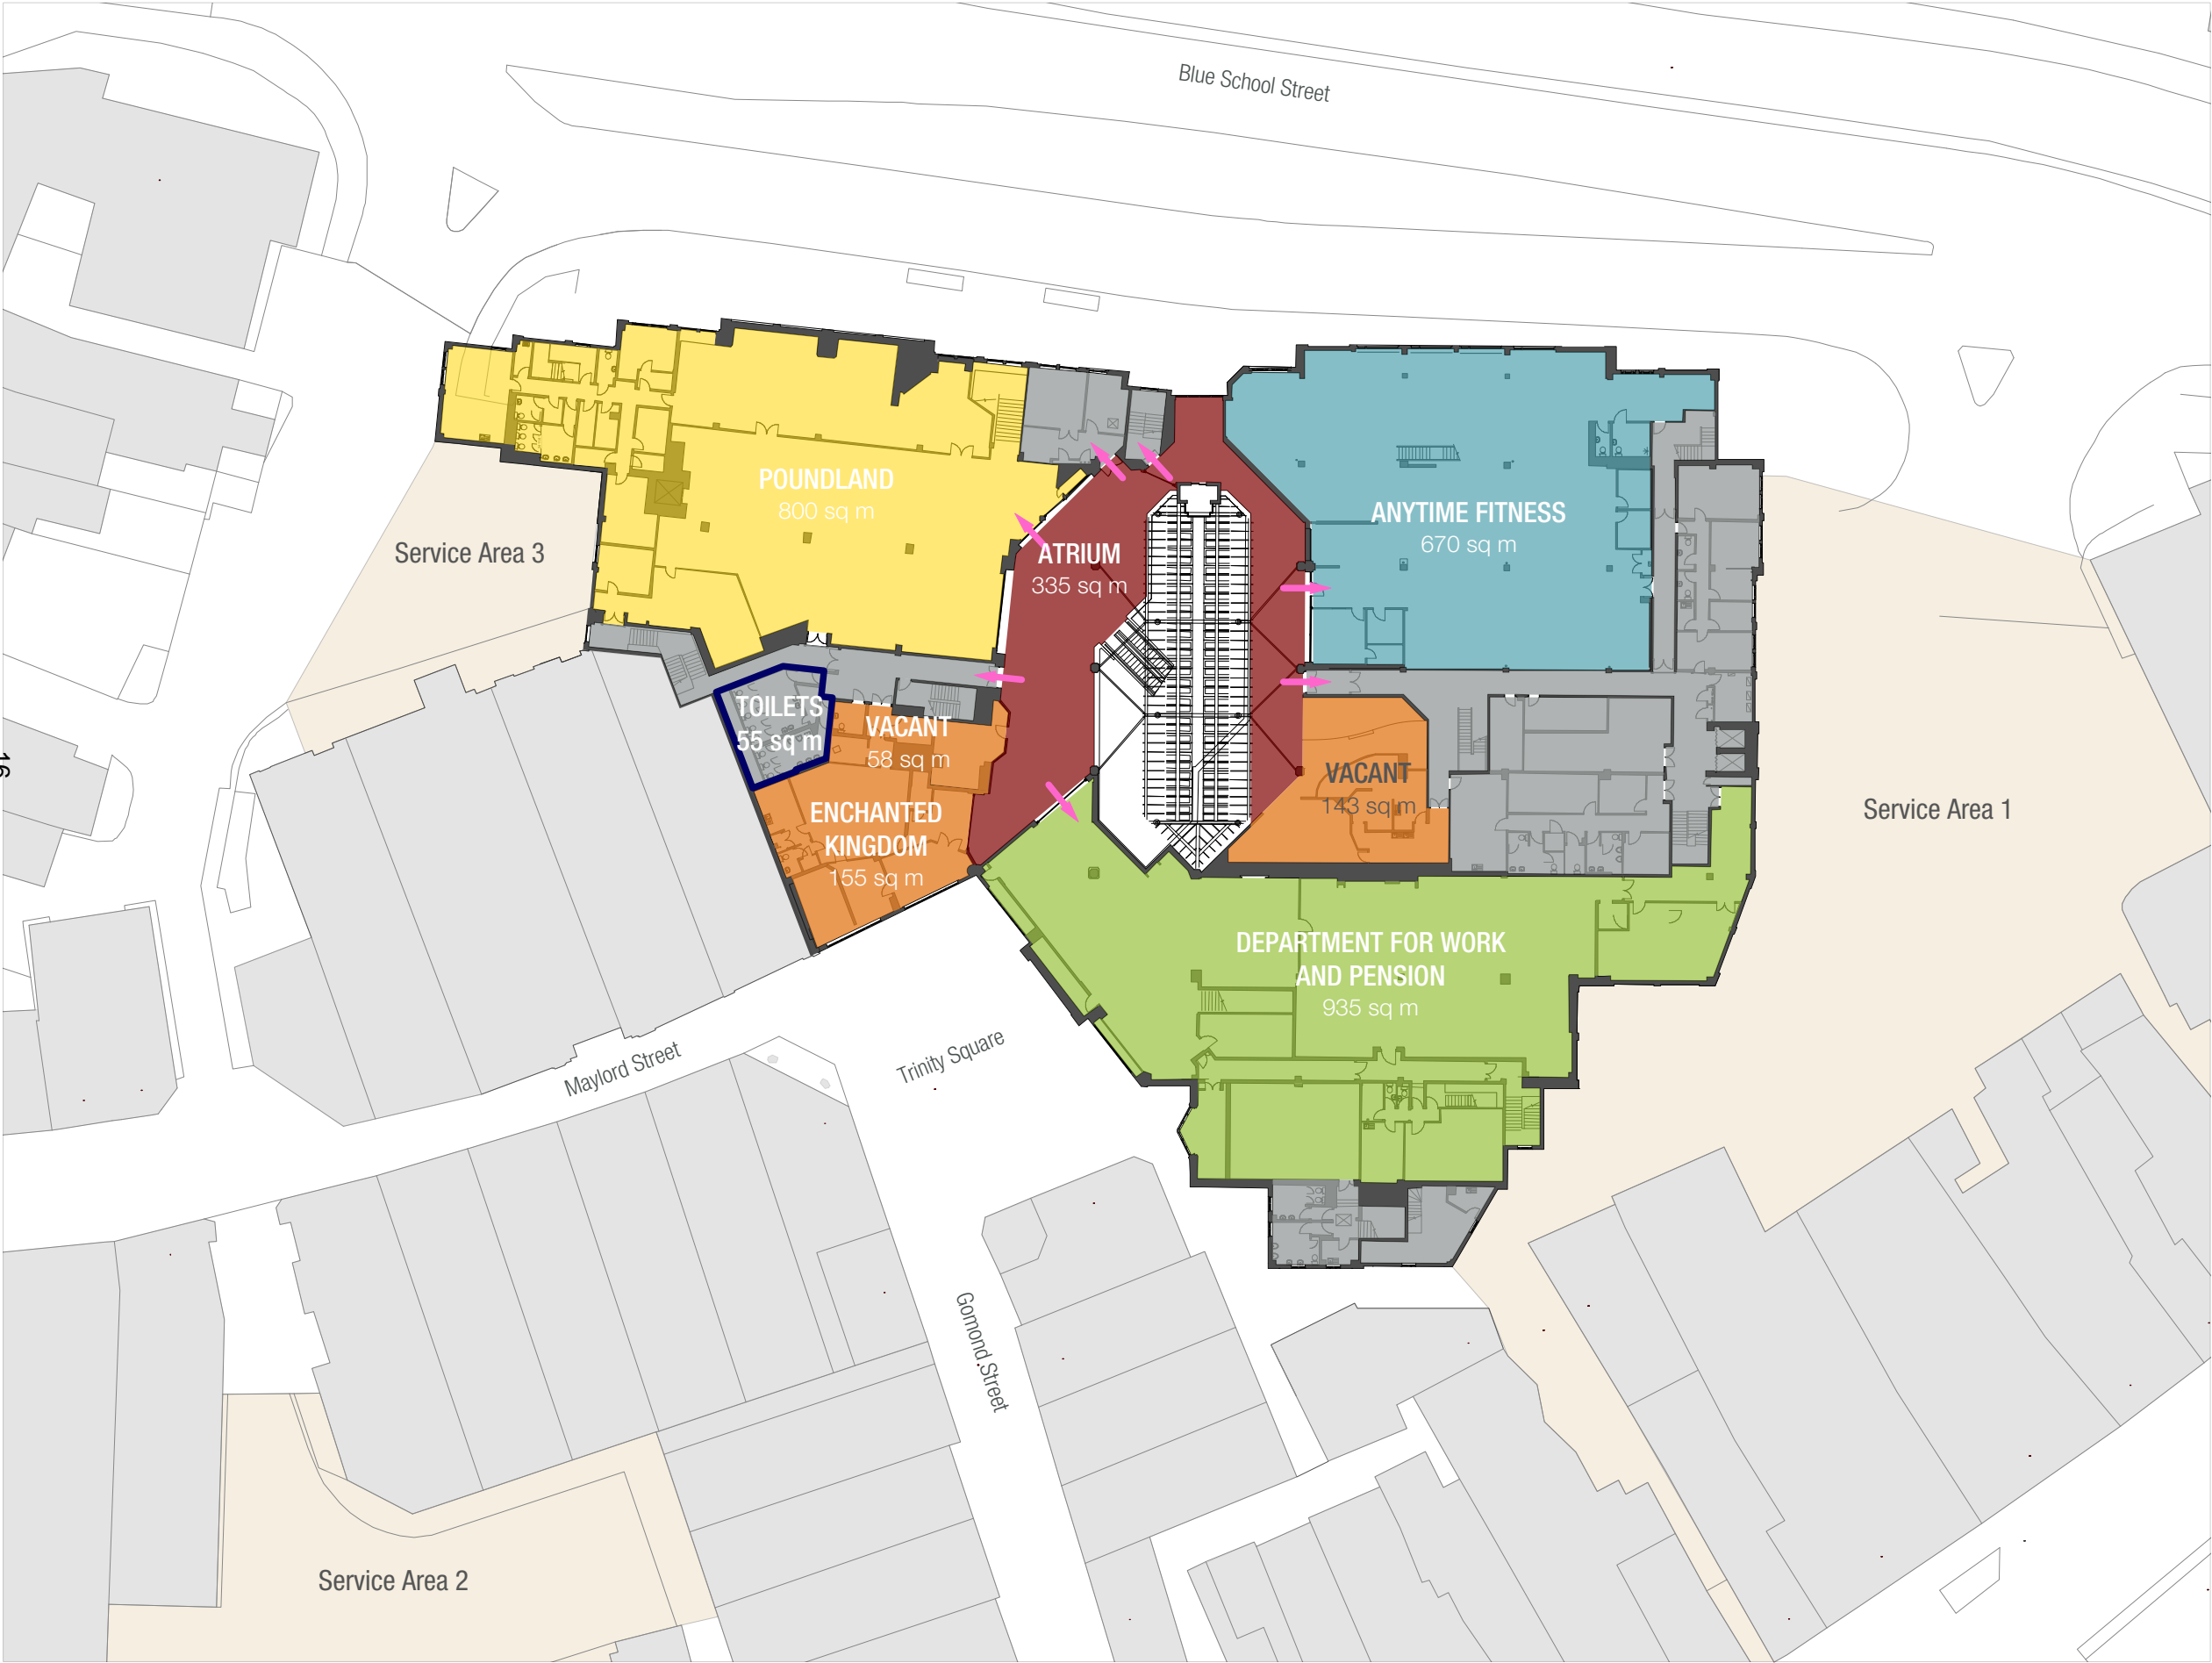 Blue School Street
POUNDLAND
800 sq m
ANYTIME FITNESS
670 sq m
Service Area 3
ATRIUM
335 sq m
TOILETS
55 sq m
VACANT
58 sq m
VACANT
143 sq m
16
ENCHANTED
KINGDOM
155 sq m
Service Area 1
DEPARTMENT FOR WORK
AND PENSION
935 sq m
Maylord Street
Trinity Square
Gomond Street
Service Area 2